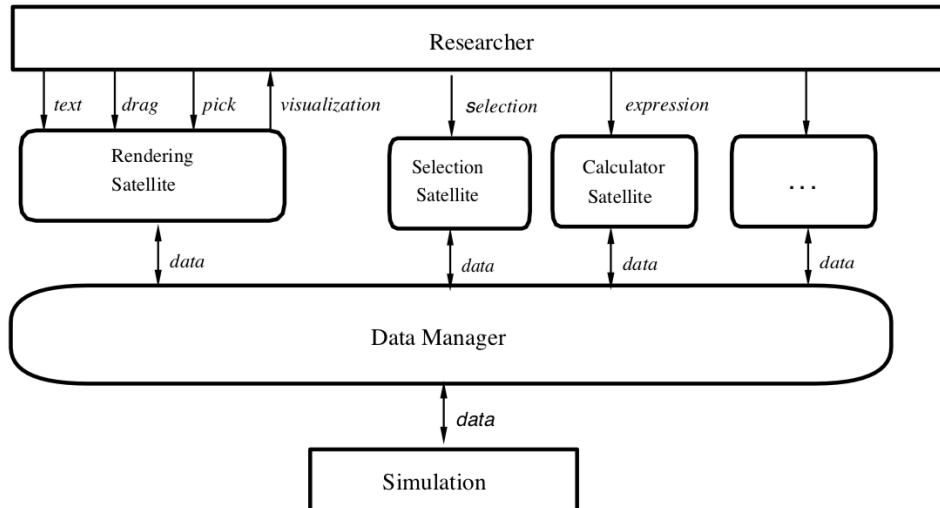 Researcher
text drag pick visualization selection expression
Rendering
Satellite
Selection
Satellite
Calculator
Satellite
...
data data data data
Data Manager
data
Simulation